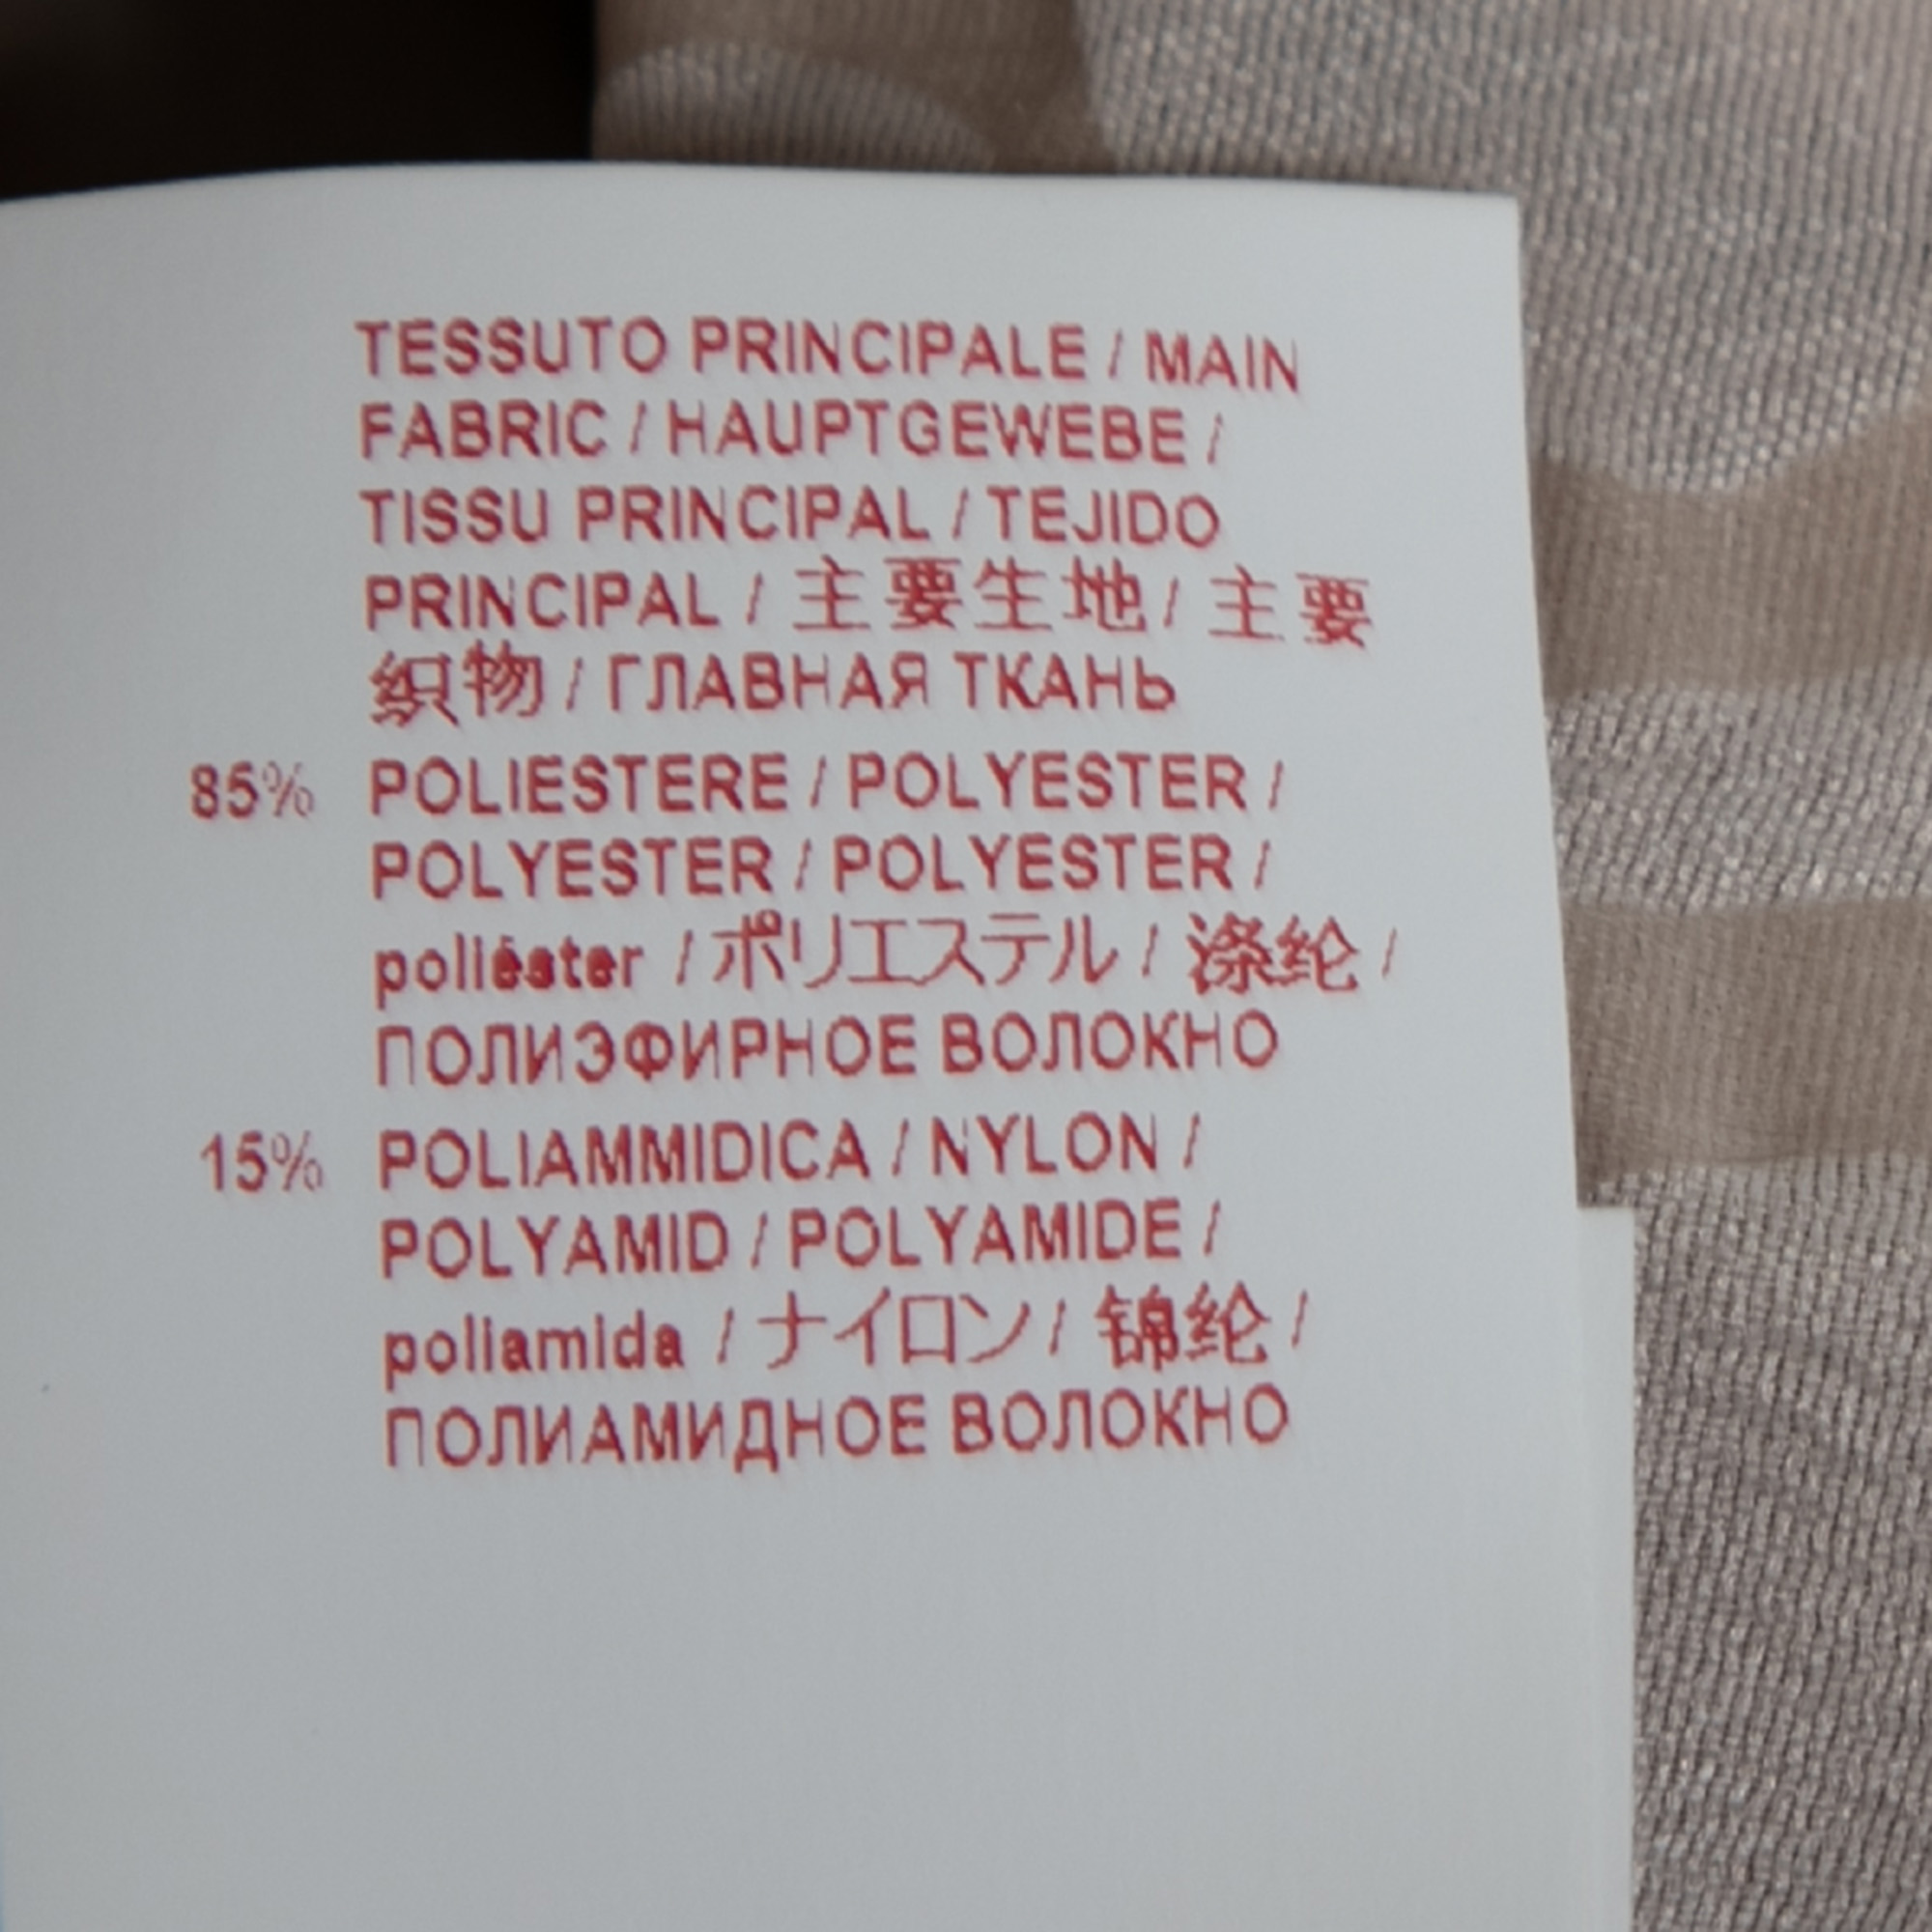 TESSUTO PRINCIPALE / MAIN
FABRIC / HAUPTGEWEBE /
TISSU PRINCIPAL / TEJIDO
PRINCIPAL / 主要生地 / 主要
织物 / ГЛАВНАЯ ТКАНЬ
85% POLIESTERE / POLYESTER /
POLYESTER / POLYESTER /
poliéster / ポリエステル / 涤纶 /
ПОЛИЭФИРНОЕ ВОЛОКНО
15% POLIAMMIDICA / NYLON /
POLYAMID / POLYAMIDE /
poliamida / ナイロン / 锦纶 /
ПОЛИАМИДНОЕ ВОЛОКНО